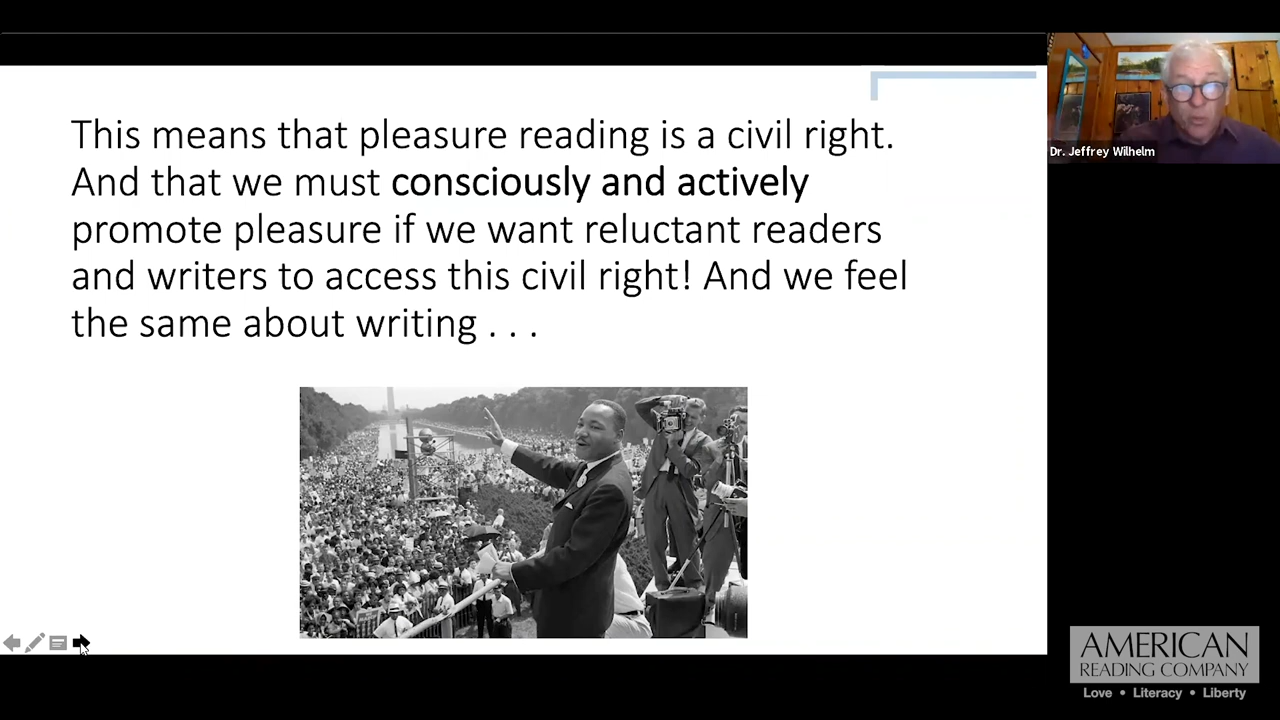 This means that pleasure reading is a civil right.
And that we must consciously and actively
promote pleasure if we want reluctant readers
and writers to access this civil right! And we feel
the same about writing . . .
Dr. Jeffrey Wilhelm
AMERICAN
READING COMPANY
Love • Literacy • Liberty